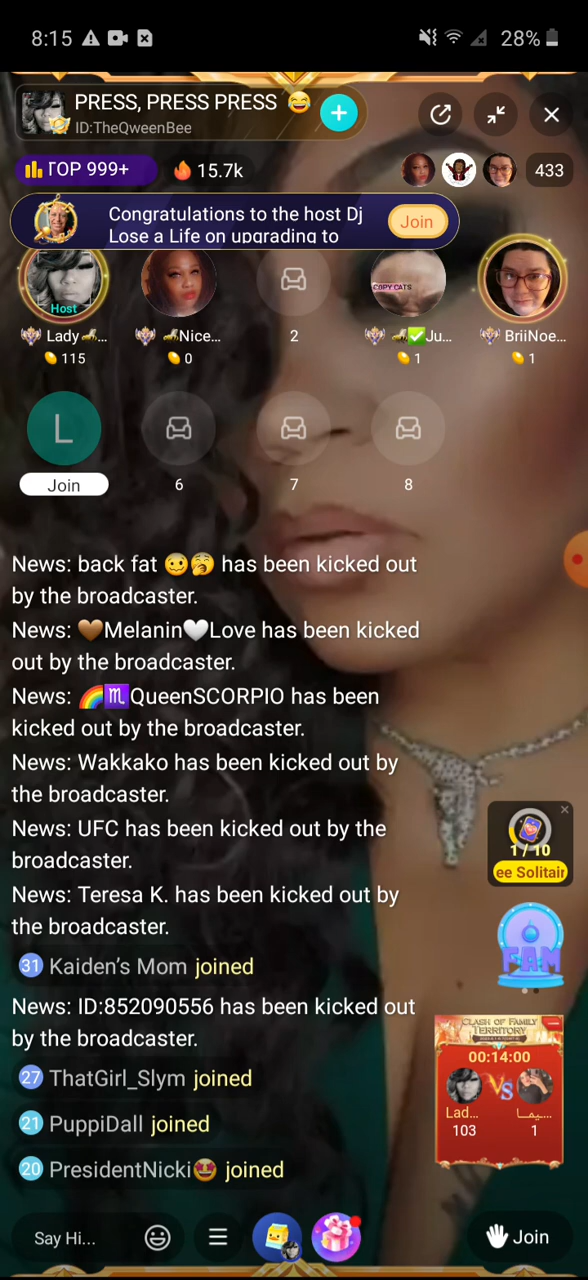 8:15
28%
PRESS, PRESS PRESS 😂
ID:TheQweenBee
TOP 999+
15.7k
433
Congratulations to the host Dj
Lose a Life on upgrading to
Join
Host
COPY CATS
Lady 🐆...
🐆Nice...
2
🐆✅Ju...
BriiNoe...
115
0
1
1
L
Join
6
7
8
News: back fat 🥴🥱 has been kicked out
by the broadcaster.
News: 🤎Melanin🤍Love has been kicked
out by the broadcaster.
News: 🌈♏QueenSCORPIO has been
kicked out by the broadcaster.
News: Wakkako has been kicked out by
the broadcaster.
News: UFC has been kicked out by the
broadcaster.
News: Teresa K. has been kicked out by
the broadcaster.
31 Kaiden’s Mom joined
News: ID:852090556 has been kicked out
by the broadcaster.
27 ThatGirl_Slym joined
21 PuppiDall joined
20 PresidentNicki🤩 joined
1 / 10
ee Solitair
FAM
CLASH OF FAMILY
TERRITORY
00:14:00
VS
Lad...
103
1
Say Hi...
Join